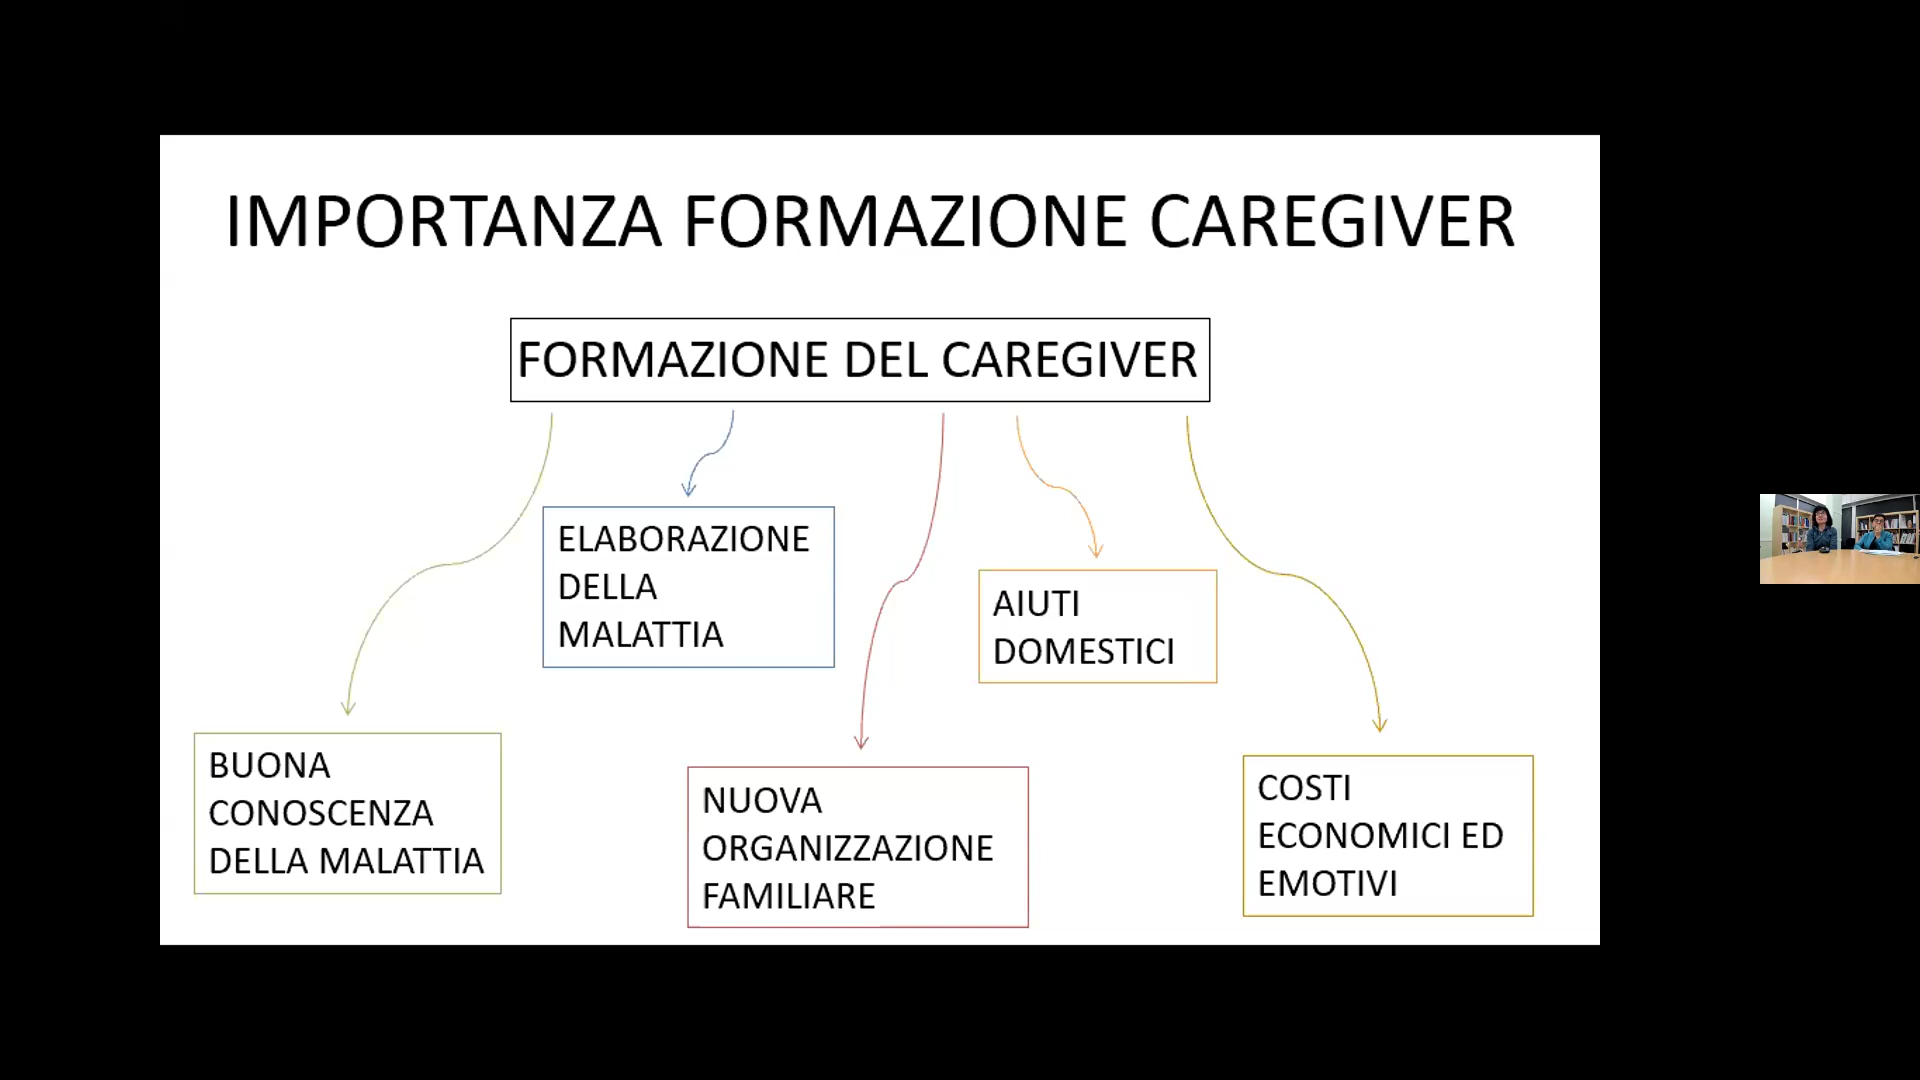 IMPORTANZA FORMAZIONE CAREGIVER
FORMAZIONE DEL CAREGIVER
ELABORAZIONE
DELLA
MALATTIA
AIUTI
DOMESTICI
BUONA
CONOSCENZA
DELLA MALATTIA
NUOVA
ORGANIZZAZIONE
FAMILIARE
COSTI
ECONOMICI ED
EMOTIVI